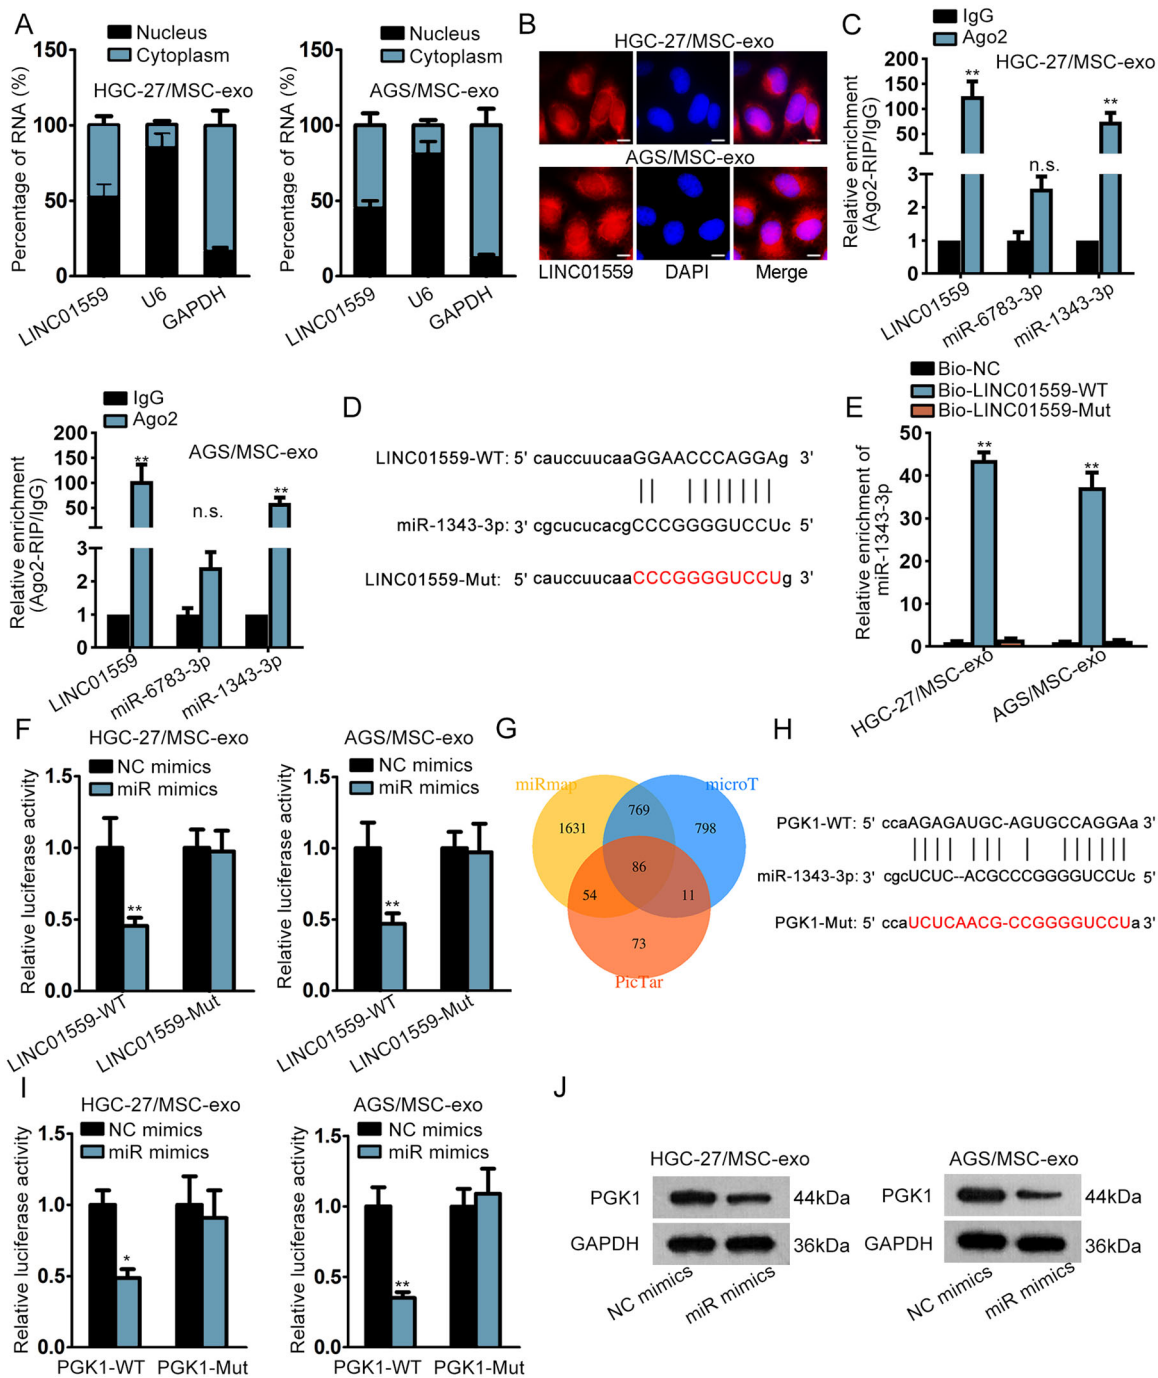 A
Nucleus
Cytoplasm
HGC-27/MSC-exo
Percentage of RNA (%)
150
100
50
0
LINC01559
U6
GAPDH
Nucleus
Cytoplasm
AGS/MSC-exo
Percentage of RNA (%)
150
100
50
0
LINC01559
U6
GAPDH
B
HGC-27/MSC-exo
AGS/MSC-exo
LINC01559 DAPI Merge
C
IgG
Ago2
HGC-27/MSC-exo
Relative enrichment
(Ago2-RIP/IgG)
200
150
100
50
3
2
1
0
**
n.s.
**
LINC01559
miR-6783-3p
miR-1343-3p
IgG
Ago2
AGS/MSC-exo
Relative enrichment
(Ago2-RIP/IgG)
200
150
100
50
3
2
1
0
**
n.s.
**
LINC01559
miR-6783-3p
miR-1343-3p
D
LINC01559-WT: 5' cauccuucaaGGAACCCAGGAg 3'
miR-1343-3p: 3' cgcucuucacgCCCGGGGUCCUc 5'
LINC01559-Mut: 5' cauccuucaaCCCGGGGUCCUg 3'
E
Bio-NC
Bio-LINC01559-WT
Bio-LINC01559-Mut
Relative enrichment of
miR-1343-3p
50
40
30
20
10
0
**
**
HGC-27/MSC-exo
AGS/MSC-exo
F
HGC-27/MSC-exo
NC mimics
miR mimics
Relative luciferase activity
1.5
1.0
0.5
0.0
**
LINC01559-WT
LINC01559-Mut
AGS/MSC-exo
NC mimics
miR mimics
Relative luciferase activity
1.5
1.0
0.5
0.0
**
LINC01559-WT
LINC01559-Mut
G
miRmap
microT
1631
769
798
86
54
11
73
PicTar
H
PGK1-WT: 5' ccaAGAGAUGC-AGUGCCAGGAa 3'
miR-1343-3p: 3' cgcUCUC--ACGCCCGGGGUCCUc 5'
PGK1-Mut: 5' ccaUCUCAACG-CCGGGGUCCUa 3'
I
HGC-27/MSC-exo
NC mimics
miR mimics
Relative luciferase activity
1.5
1.0
0.5
0.0
*
PGK1-WT PGK1-Mut
AGS/MSC-exo
NC mimics
miR mimics
Relative luciferase activity
1.5
1.0
0.5
0.0
**
PGK1-WT PGK1-Mut
J
HGC-27/MSC-exo
PGK1 44kDa
GAPDH 36kDa
NC mimics
miR mimics
AGS/MSC-exo
PGK1 44kDa
GAPDH 36kDa
NC mimics
miR mimics